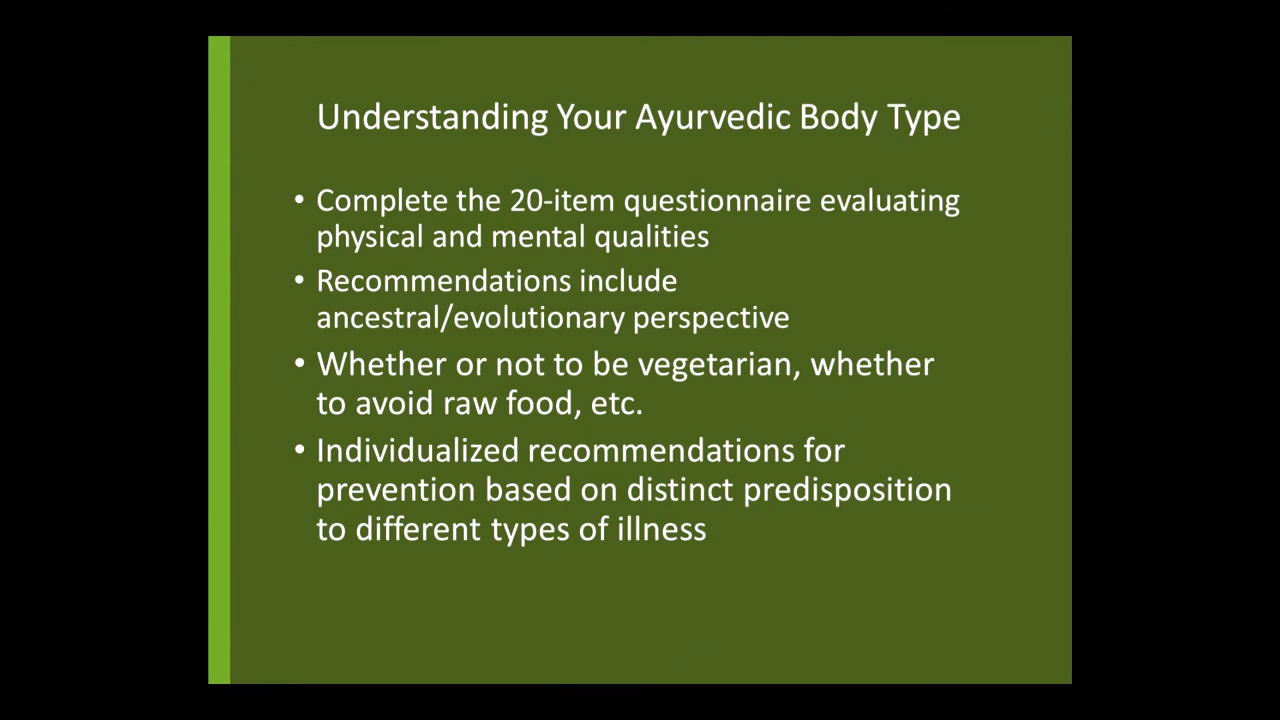 Understanding Your Ayurvedic Body Type
• Complete the 20-item questionnaire evaluating
physical and mental qualities
• Recommendations include
ancestral/evolutionary perspective
• Whether or not to be vegetarian, whether
to avoid raw food, etc.
• Individualized recommendations for
prevention based on distinct predisposition
to different types of illness